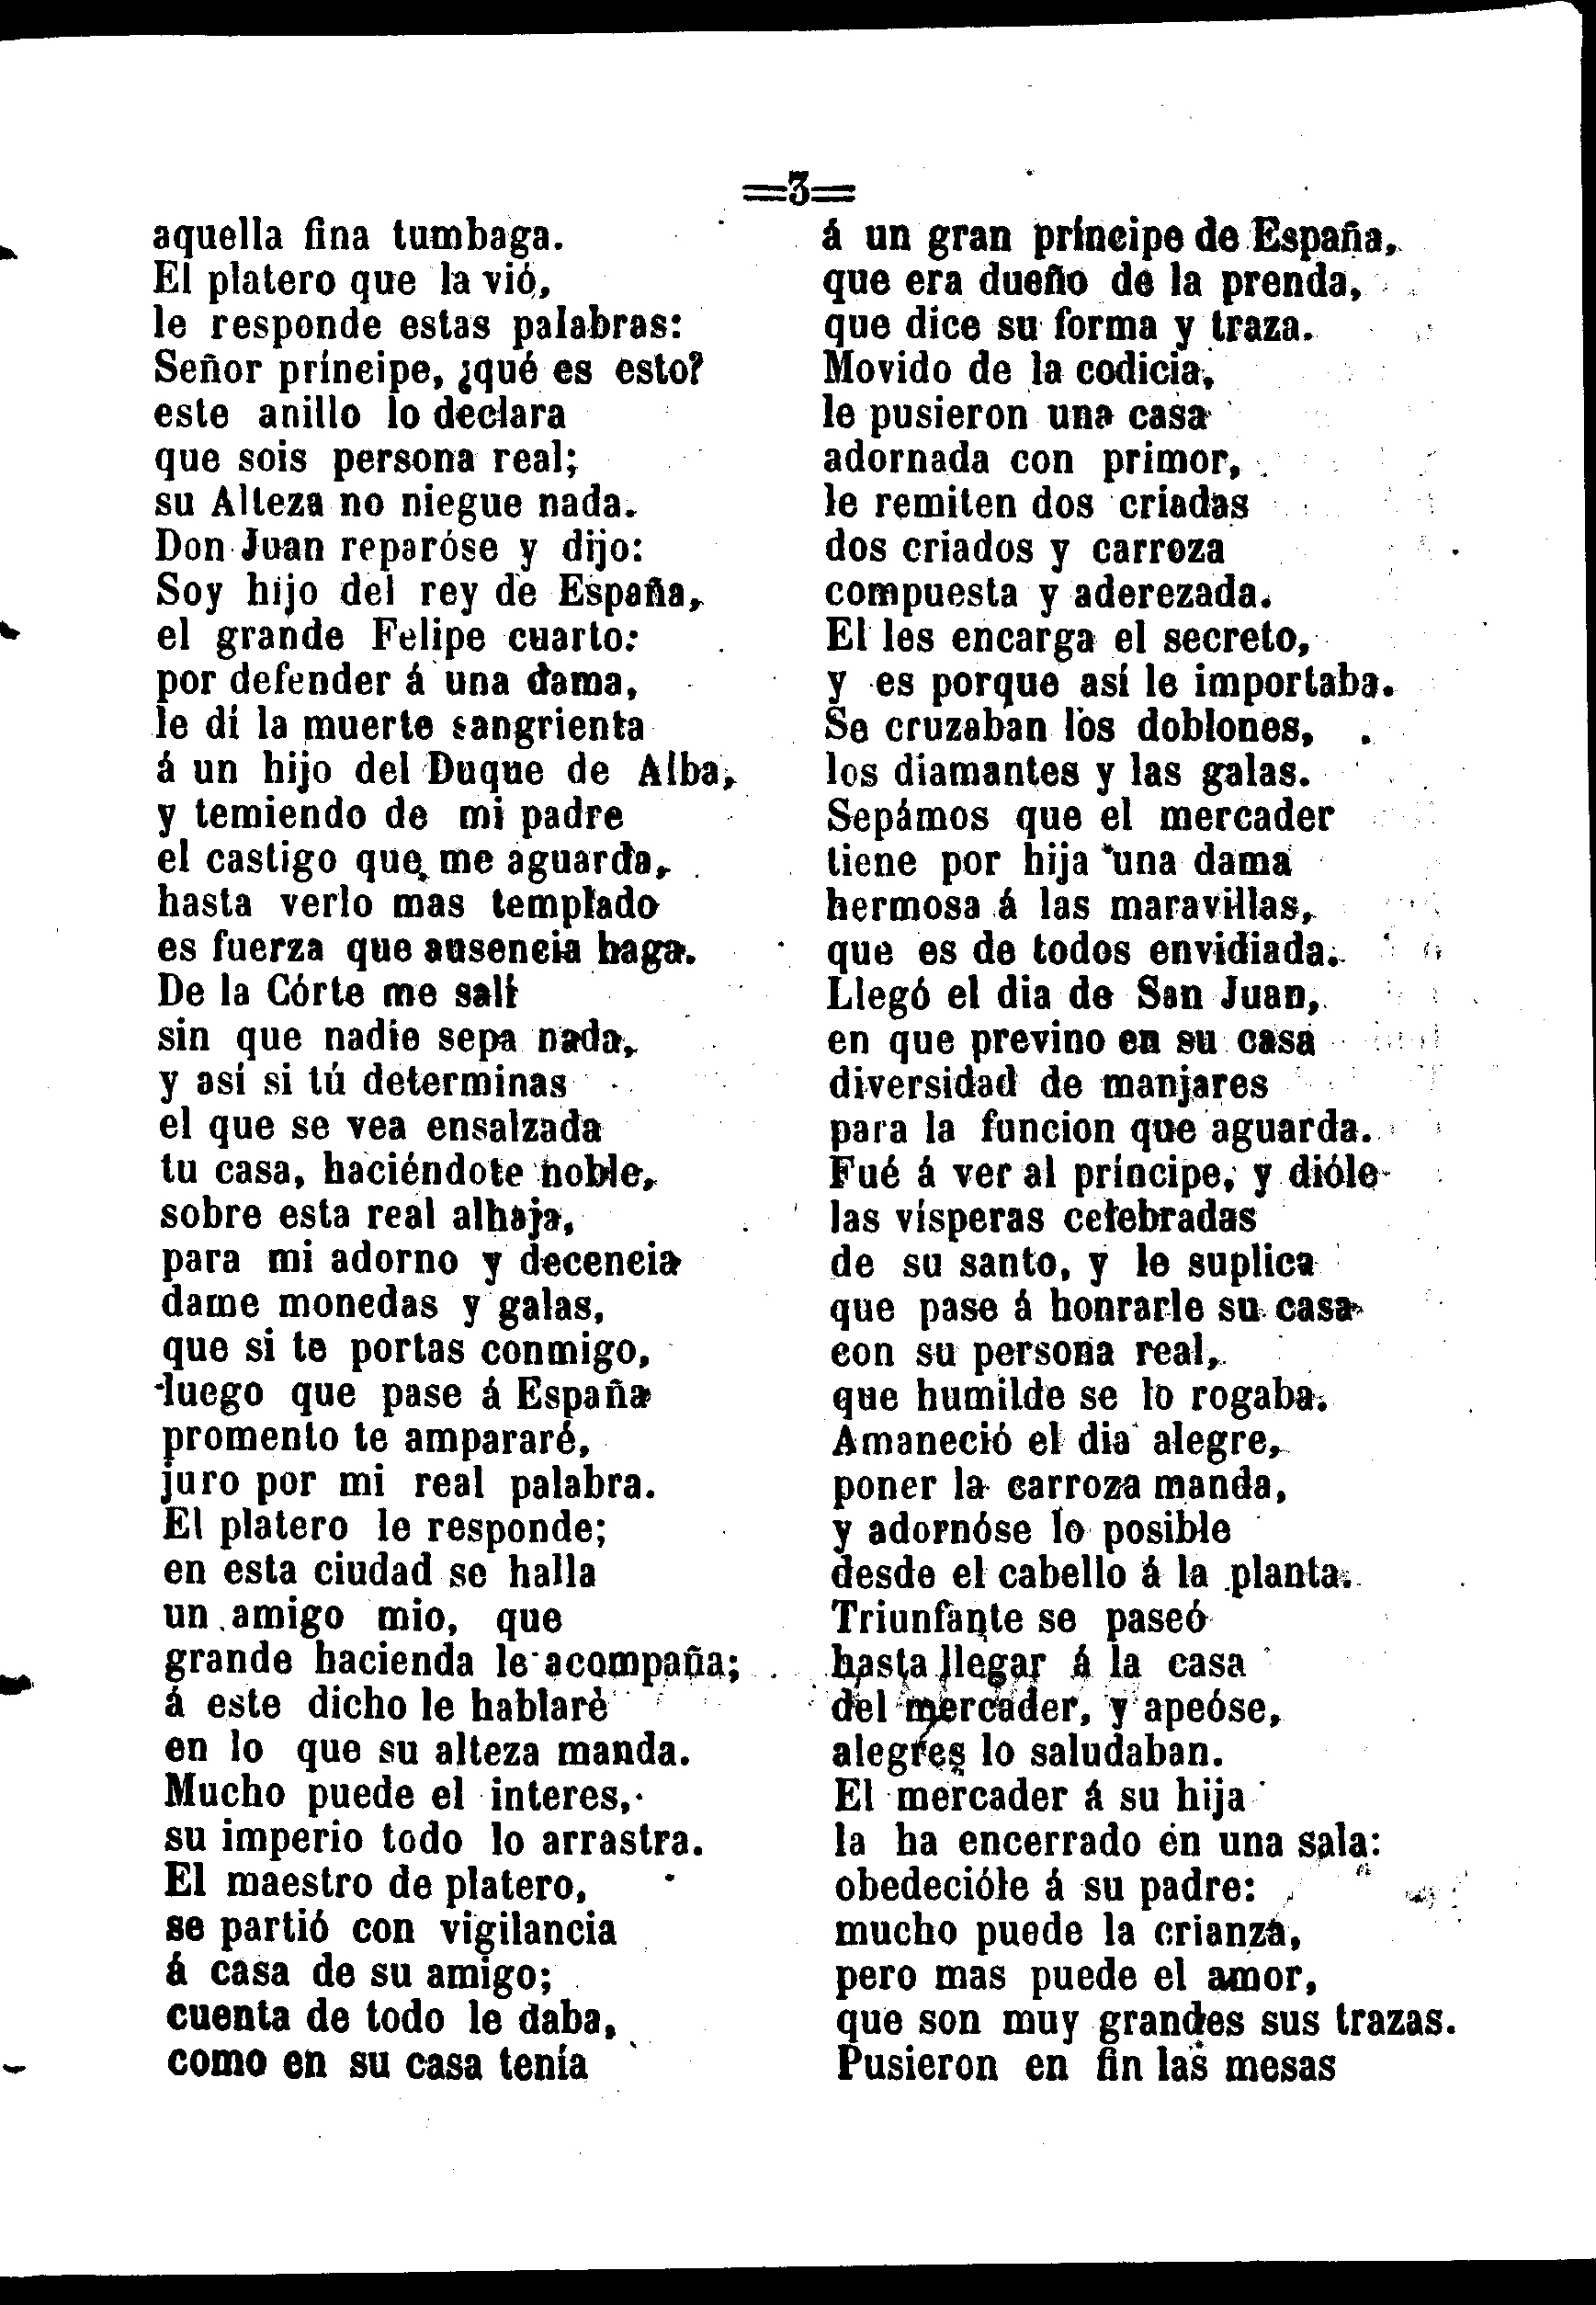 =3=
aquella fina tumbaga.
El platero que la vió,
le responde estas palabras:
Señor príncipe, ¿qué es esto?
este anillo lo declara
que sois persona real;
su Alteza no niegue nada.
Don Juan reparóse y dijo:
Soy hijo del rey de España,
el grande Felipe cuarto:
por defender á una dama,
le dí la muerte sangrienta
á un hijo del Duque de Alba,
y temiendo de mi padre
el castigo que me aguarda,
hasta verlo mas templado
es fuerza que ausencia haga.
De la Córte me salí
sin que nadie sepa nada,
y así si tú determinas
el que se vea ensalzada
tu casa, haciéndote noble,
sobre esta real alhaja,
para mi adorno y decencia
dame monedas y galas,
que si te portas conmigo,
luego que pase á España
promento te ampararé,
juro por mi real palabra.
El platero le responde;
en esta ciudad se halla
un amigo mio, que
grande hacienda le acompaña;
á este dicho le hablarè
en lo que su alteza manda.
Mucho puede el interes,
su imperio todo lo arrastra.
El maestro de platero,
se partió con vigilancia
á casa de su amigo;
cuenta de todo le daba,
como en su casa tenía
á un gran príncipe de España,
que era dueño de la prenda,
que dice su forma y traza.
Movido de la codicia,
le pusieron una casa
adornada con primor,
le remiten dos criadas
dos criados y carroza
compuesta y aderezada.
El les encarga el secreto,
y es porque así le importaba.
Se cruzaban los doblones,
los diamantes y las galas.
Sepámos que el mercader
tiene por hija una dama
hermosa á las maravillas,
que es de todos envidiada.
Llegó el dia de San Juan,
en que previno en su casa
diversidad de manjares
para la funcion que aguarda.
Fué á ver al príncipe, y dióle
las vísperas celebradas
de su santo, y le suplica
que pase á honrarle su casa
con su persona real,
que humilde se lo rogaba.
Amaneció el dia alegre,
poner la carroza manda,
y adornóse lo posible
desde el cabello á la planta.
Triunfante se paseó
hasta llegar á la casa
del mercader, y apeóse,
alegres lo saludaban.
El mercader á su hija
la ha encerrado en una sala:
obedecióle á su padre:
mucho puede la crianza,
pero mas puede el amor,
que son muy grandes sus trazas.
Pusieron en fin las mesas